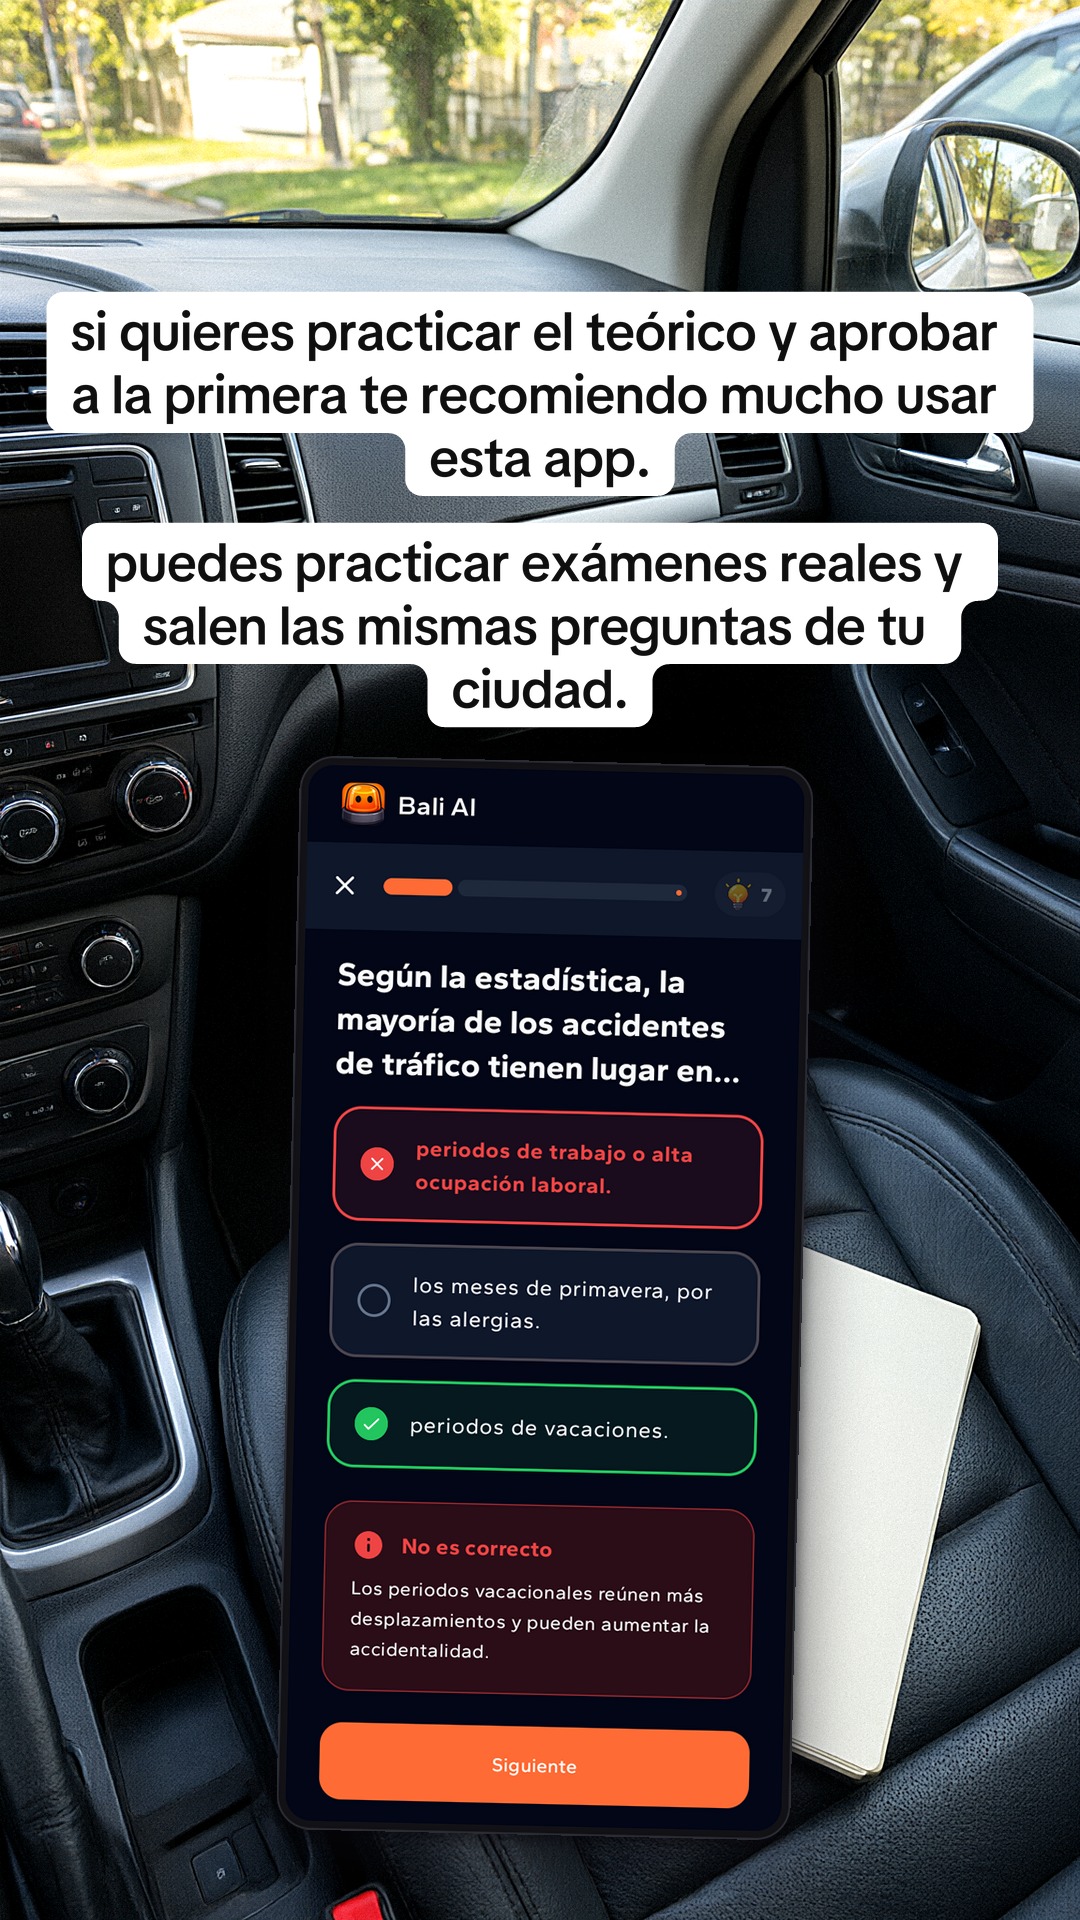 si quieres practicar el teórico y aprobar
a la primera te recomiendo mucho usar
esta app.
puedes practicar exámenes reales y
salen las mismas preguntas de tu
ciudad.
Bali AI
7
Según la estadística, la
mayoría de los accidentes
de tráfico tienen lugar en...
periodos de trabajo o alta
ocupación laboral.
los meses de primavera, por
las alergias.
periodos de vacaciones.
No es correcto
Los periodos vacacionales reúnen más
desplazamientos y pueden aumentar la
accidentalidad.
Siguiente